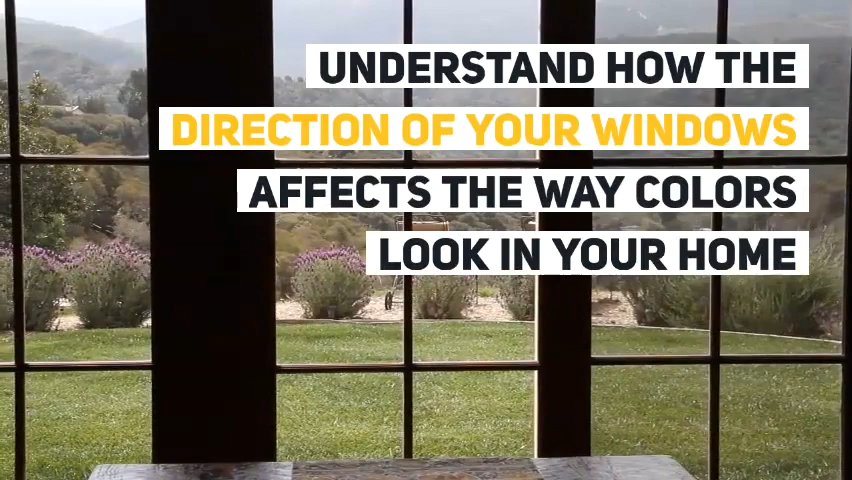 UNDERSTAND HOW THE
DIRECTION OF YOUR WINDOWS
AFFECTS THE WAY COLORS
LOOK IN YOUR HOME